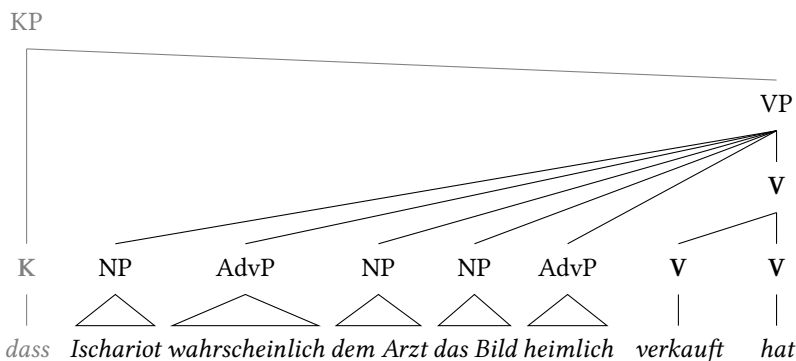 KP
VP
V
K NP AdvP NP NP AdvP V V
dass Ischariot wahrscheinlich dem Arzt das Bild heimlich verkauft hat